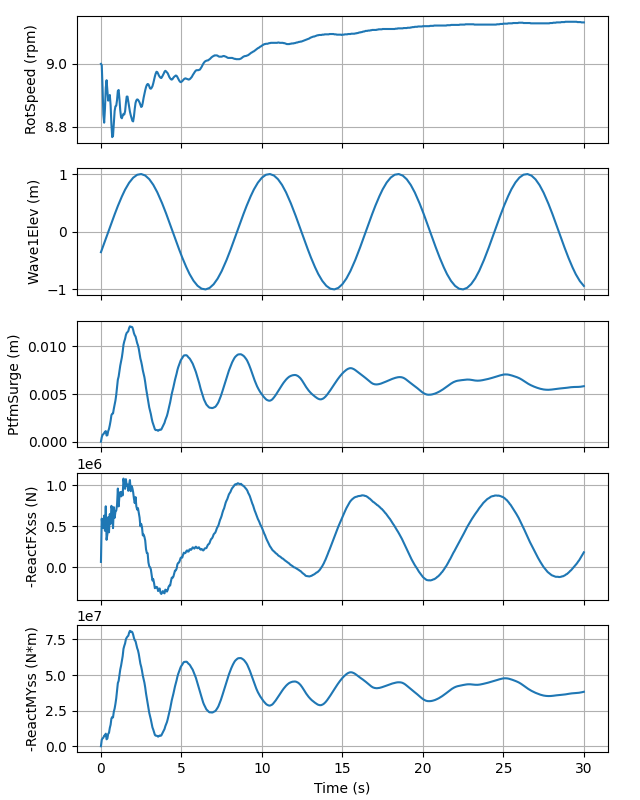 9.0
8.8
RotSpeed (rpm)
1
0
−1
Wave1Elev (m)
0.010
0.005
0.000
PtfmSurge (m)
1e6
1.0
0.5
0.0
-ReactFXss (N)
1e7
7.5
5.0
2.5
0.0
-ReactMYss (N*m)
0 5 10 15 20 25 30
Time (s)